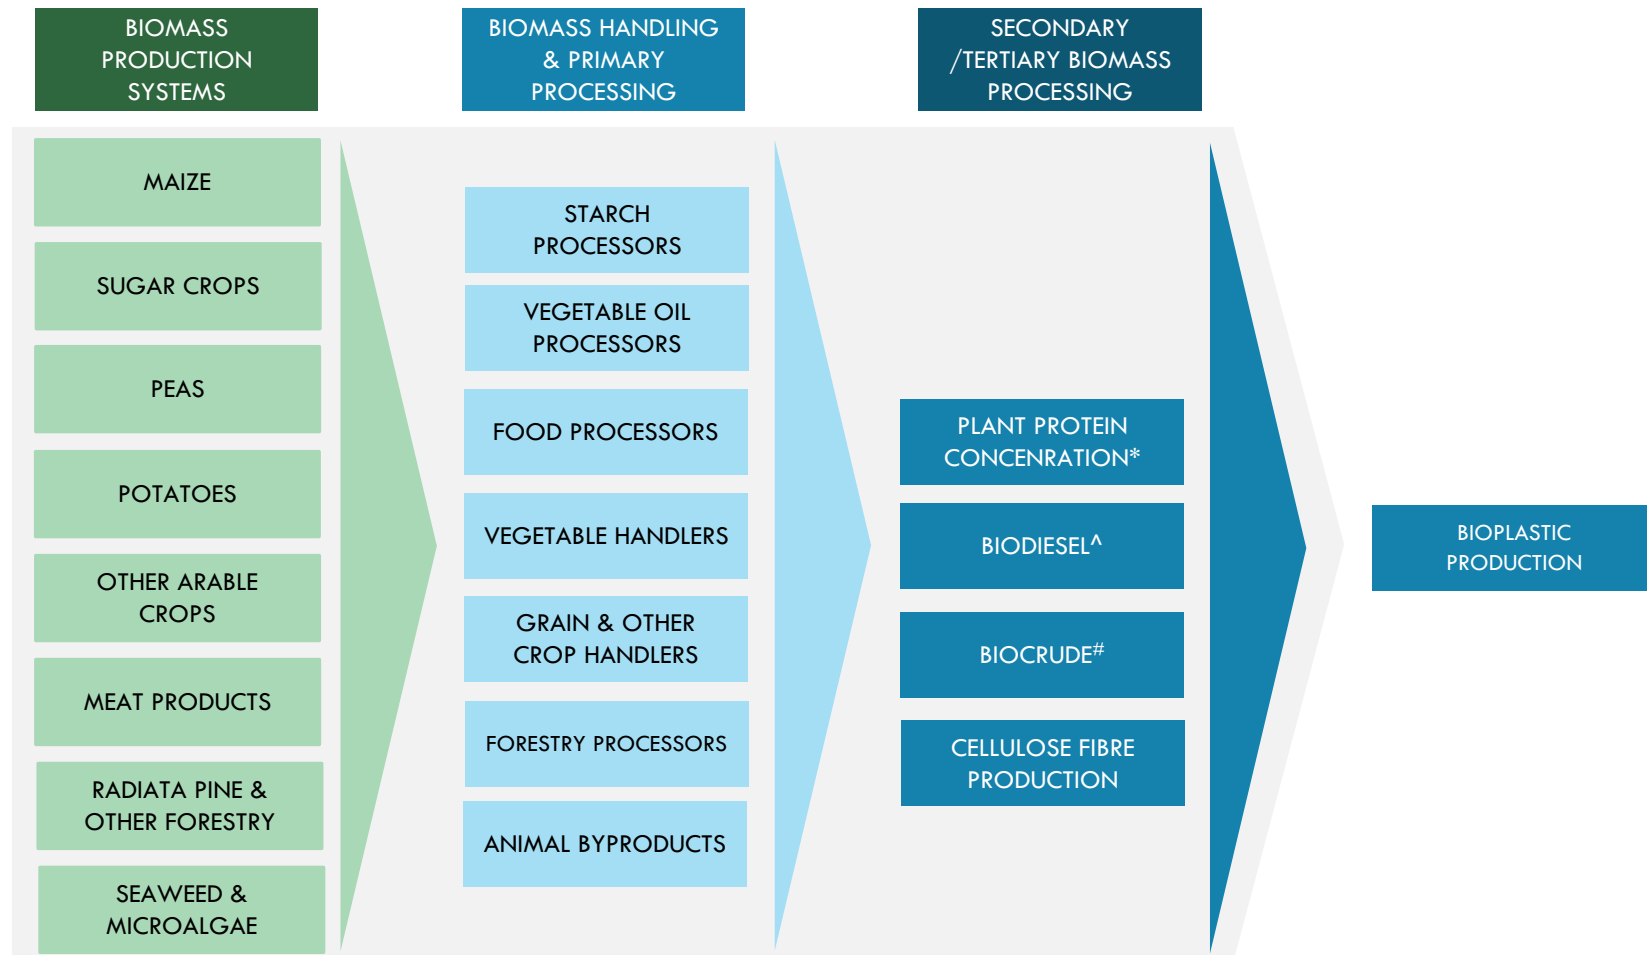 BIOMASS
PRODUCTION
SYSTEMS
BIOMASS HANDLING
& PRIMARY
PROCESSING
SECONDARY
/TERTIARY BIOMASS
PROCESSING
MAIZE
SUGAR CROPS
PEAS
POTATOES
OTHER ARABLE
CROPS
MEAT PRODUCTS
RADIATA PINE &
OTHER FORESTRY
SEAWEED &
MICROALGAE
STARCH
PROCESSORS
VEGETABLE OIL
PROCESSORS
FOOD PROCESSORS
VEGETABLE HANDLERS
GRAIN & OTHER
CROP HANDLERS
FORESTRY PROCESSORS
ANIMAL BYPRODUCTS
PLANT PROTEIN
CONCENRATION*
BIODIESEL^
BIOCRUDE#
CELLULOSE FIBRE
PRODUCTION
BIOPLASTIC
PRODUCTION